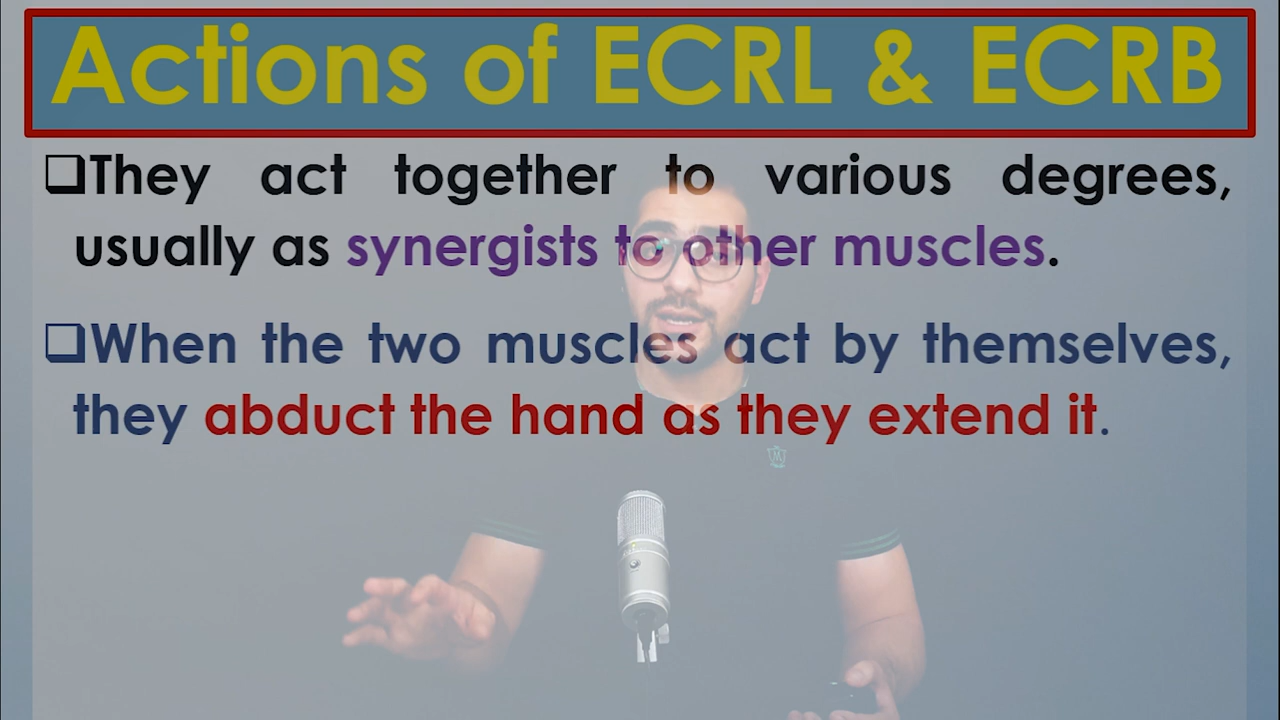 Actions of ECRL & ECRB
❑They act together to various degrees,
usually as synergists to other muscles.
❑When the two muscles act by themselves,
they abduct the hand as they extend it.